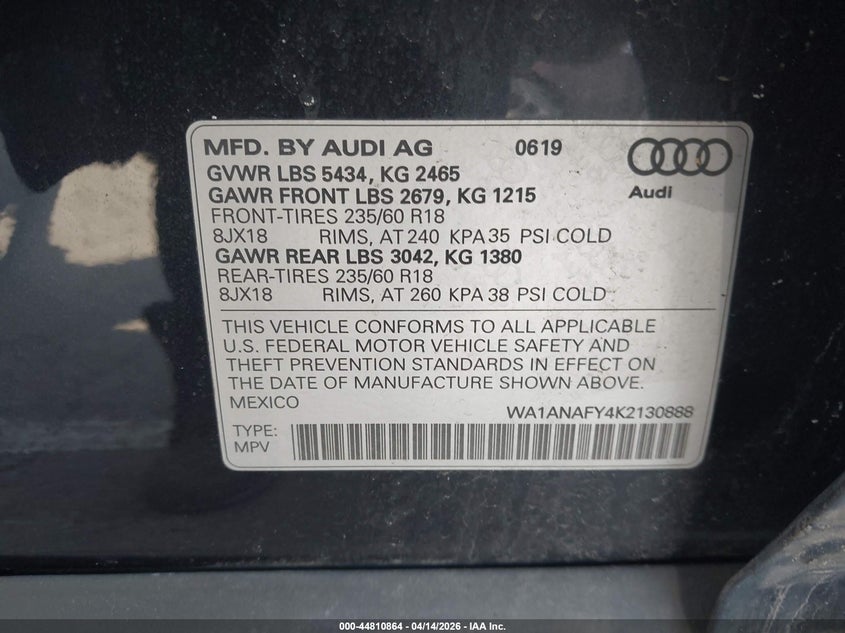 MFD. BY AUDI AG 0619
GVWR LBS 5434, KG 2465
GAWR FRONT LBS 2679, KG 1215
Audi
FRONT-TIRES 235/60 R18
8JX18 RIMS, AT 240 KPA 35 PSI COLD
GAWR REAR LBS 3042, KG 1380
REAR-TIRES 235/60 R18
8JX18 RIMS, AT 260 KPA 38 PSI COLD
THIS VEHICLE CONFORMS TO ALL APPLICABLE
U.S. FEDERAL MOTOR VEHICLE SAFETY AND
THEFT PREVENTION STANDARDS IN EFFECT ON
THE DATE OF MANUFACTURE SHOWN ABOVE.
MEXICO WA1ANAFY4K2130888
TYPE:
MPV
000-44810864 - 04/14/2026 - IAA Inc.